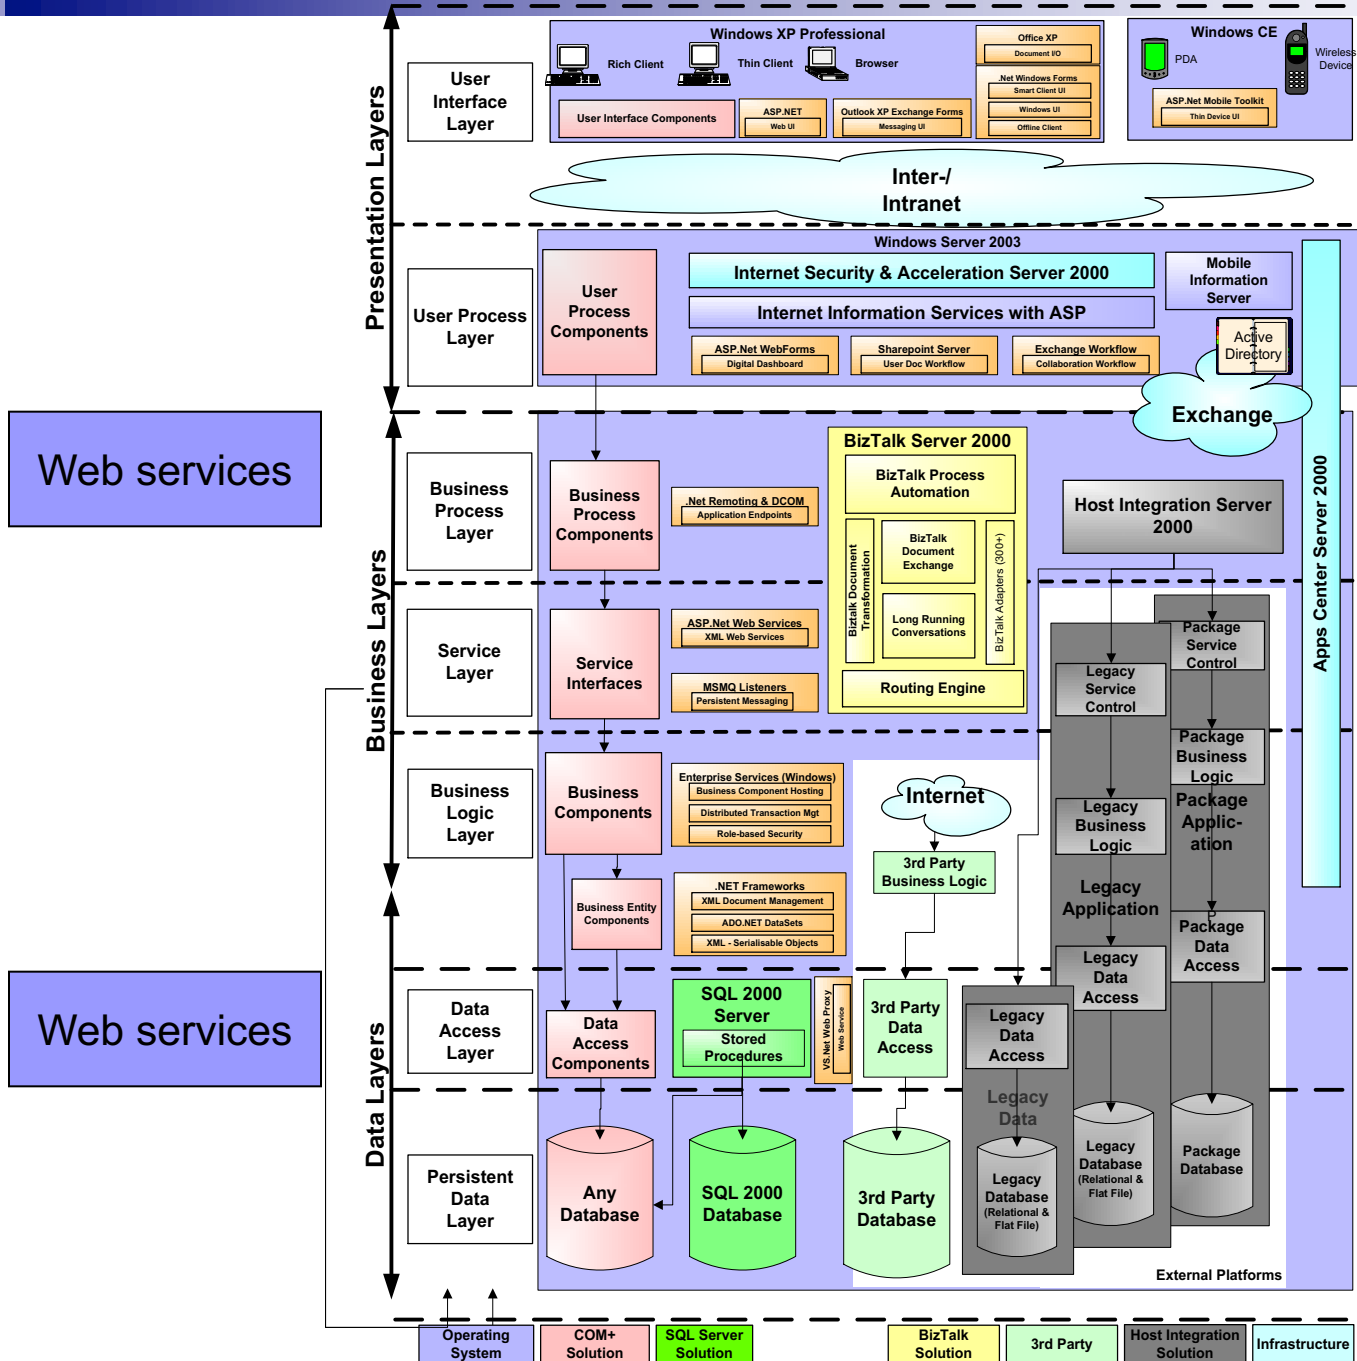 Presentation Layers
User
Interface
Layer
Windows XP Professional
Rich Client
Thin Client
Browser
User Interface Components
ASP.NET
Web UI
Outlook XP Exchange Forms
Messaging UI
Office XP
Document I/O
.Net Windows Forms
Smart Client UI
Windows UI
Offline Client
Windows CE
PDA
Wireless
Device
ASP.Net Mobile Toolkit
Thin Device UI
Inter-/
Intranet
User Process
Layer
Windows Server 2003
User
Process
Components
Internet Security & Acceleration Server 2000
Internet Information Services with ASP
ASP.Net WebForms
Digital Dashboard
Sharepoint Server
User Doc Workflow
Exchange Workflow
Collaboration Workflow
Mobile
Information
Server
Active
Directory
Exchange
Apps Center Server 2000
Web services
Business Layers
Business
Process
Layer
Business
Process
Components
.Net Remoting & DCOM
Application Endpoints
BizTalk Server 2000
BizTalk Process
Automation
Biztalk Document
Transformation
BizTalk
Document
Exchange
BizTalk Adapters (300+)
Long Running
Conversations
Routing Engine
Host Integration Server
2000
Service
Layer
Service
Interfaces
ASP.Net Web Services
XML Web Services
MSMQ Listeners
Persistent Messaging
Legacy
Service
Control
Package
Service
Control
Business
Logic
Layer
Business
Components
Enterprise Services (Windows)
Business Component Hosting
Distributed Transaction Mgt
Role-based Security
Internet
3rd Party
Business Logic
Legacy
Business
Logic
Package
Business
Logic
Package
Applic-
ation
Legacy
Application
Business Entity
Components
.NET Frameworks
XML Document Management
ADO.NET DataSets
XML - Serialisable Objects
Web services
Data Layers
Data
Access
Layer
Data
Access
Components
SQL 2000
Server
Stored
Procedures
VS.Net Web Proxy
Web Service
3rd Party
Data
Access
Legacy
Data
Access
Legacy
Data
Access
P
Package
Data
Access
Legacy
Data
Persistent
Data
Layer
Any
Database
SQL 2000
Database
3rd Party
Database
Legacy
Database
(Relational &
Flat File)
Legacy
Database
(Relational &
Flat File)
Package
Database
External Platforms
Operating
System
COM+
Solution
SQL Server
Solution
BizTalk
Solution
3rd Party
Host Integration
Solution
Infrastructure